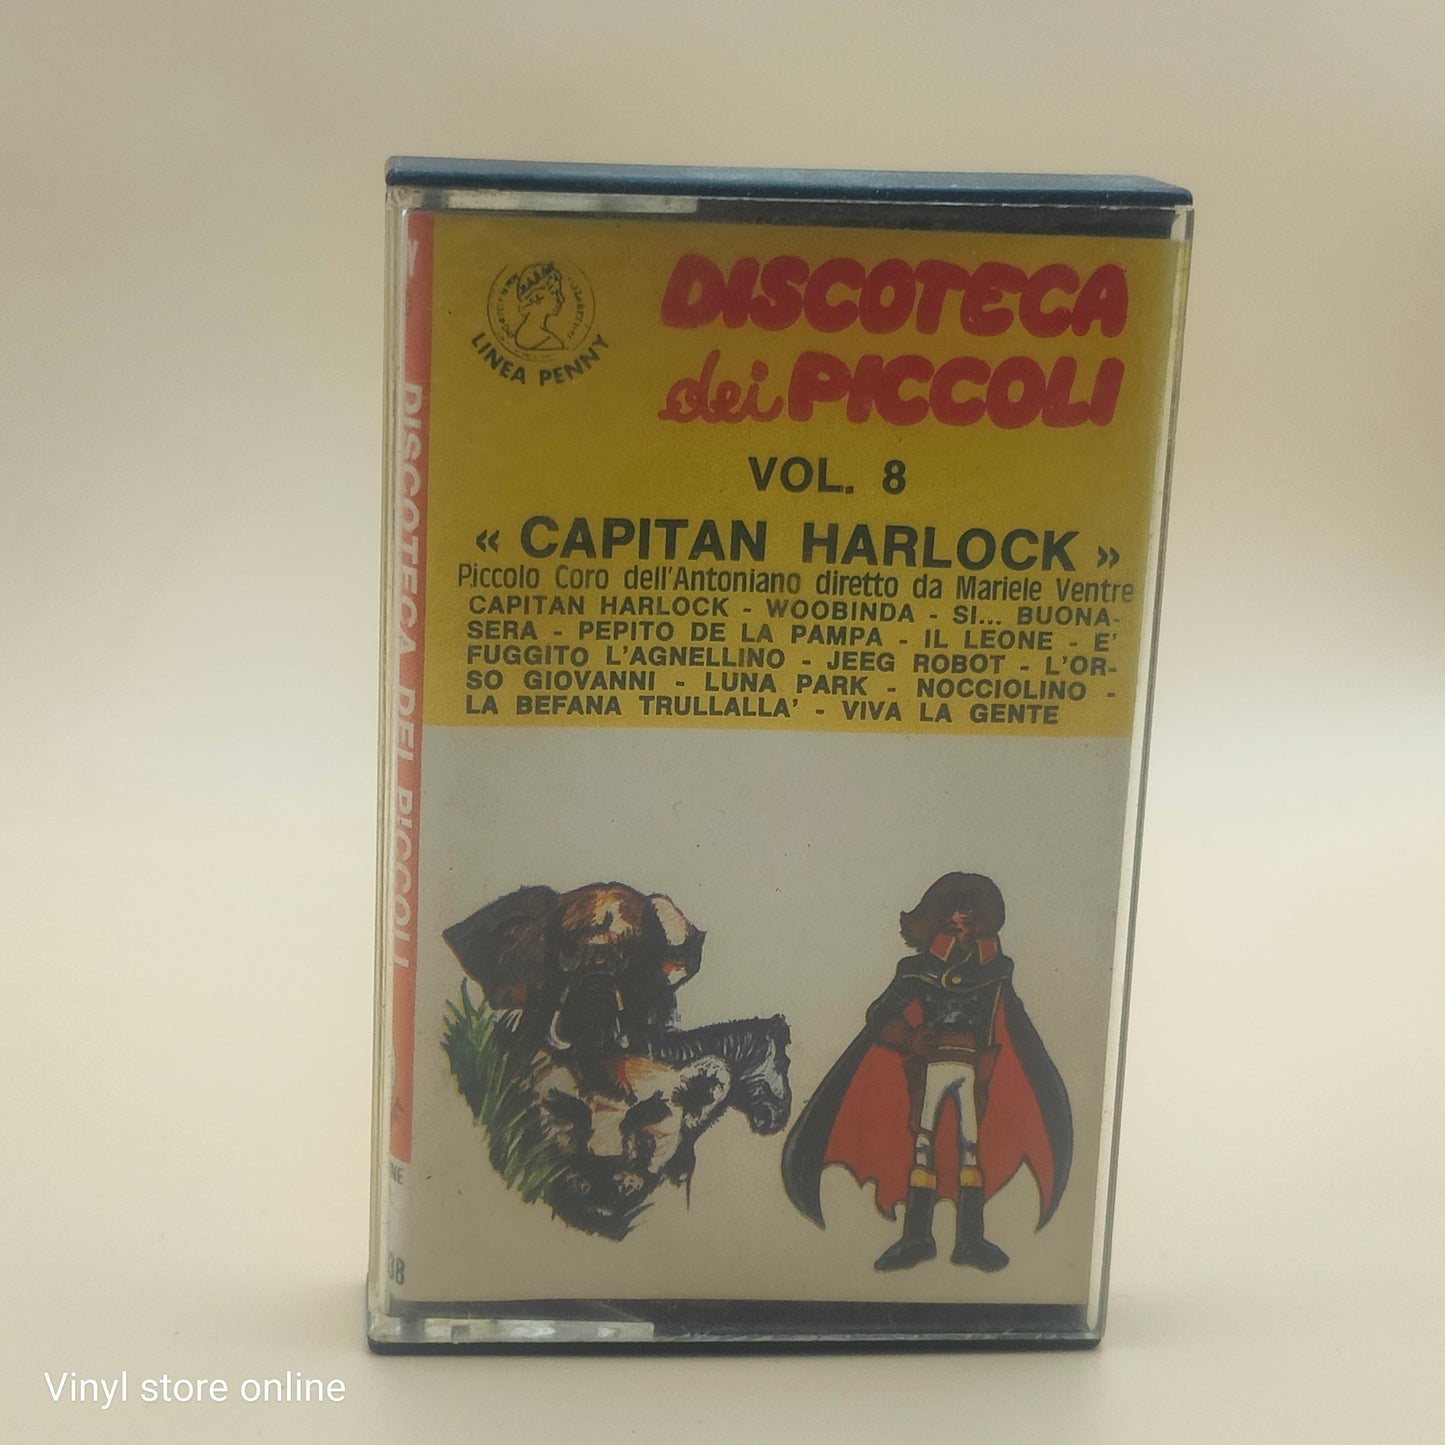 LINEA PENNY
DISCOTECA
dei PICCOLI
VOL. 8
« CAPITAN HARLOCK »
Piccolo Coro dell'Antoniano diretto da Mariele Ventre
CAPITAN HARLOCK - WOOBINDA - SI... BUONA-
SERA - PEPITO DE LA PAMPA - IL LEONE - E'
FUGGITO L'AGNELLINO - JEEG ROBOT - L'OR-
SO GIOVANNI - LUNA PARK - NOCCIOLINO -
LA BEFANA TRULLALLA' - VIVA LA GENTE
DISCOTECA DEI PICCOLI
Vinyl store online